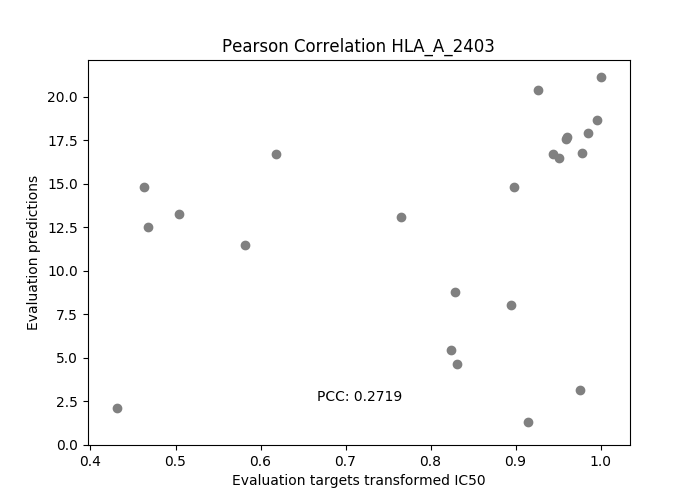 Pearson Correlation HLA_A_2403
20.0
17.5
15.0
12.5
10.0
7.5
5.0
2.5
0.0
Evaluation predictions
PCC: 0.2719
0.4 0.5 0.6 0.7 0.8 0.9 1.0
Evaluation targets transformed IC50